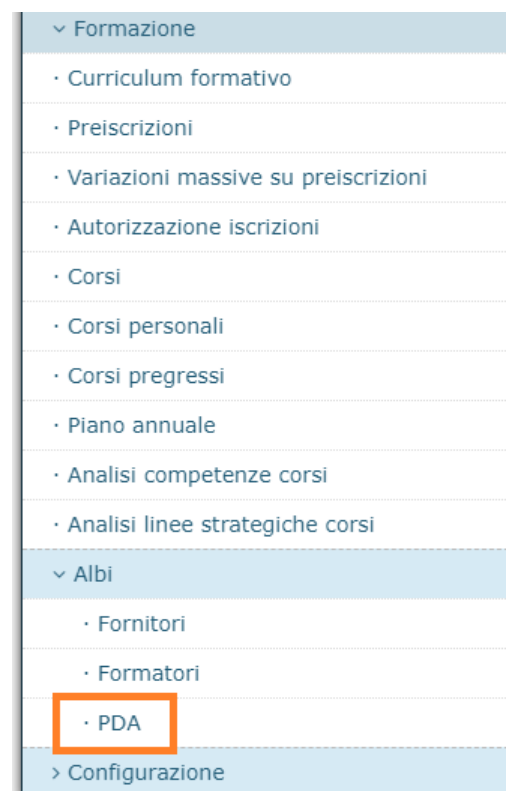 Formazione
· Curriculum formativo
· Preiscrizioni
· Variazioni massive su preiscrizioni
· Autorizzazione iscrizioni
· Corsi
· Corsi personali
· Corsi pregressi
· Piano annuale
· Analisi competenze corsi
· Analisi linee strategiche corsi
Albi
· Fornitori
· Formatori
· PDA
> Configurazione